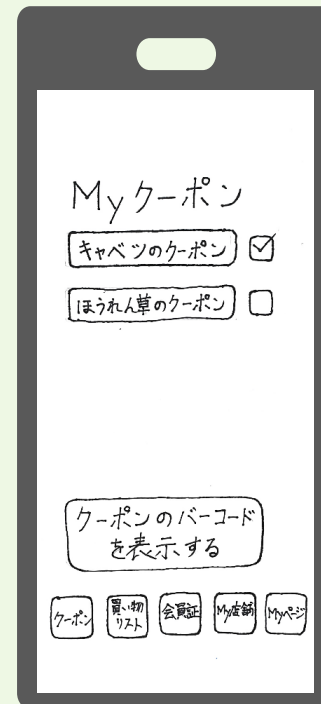 Myクーポン
キャベツのクーポン
ほうれん草のクーポン
クーポンのバーコード
を表示する
クーポン
買い物
リスト
会員証
My店舗
Myページ